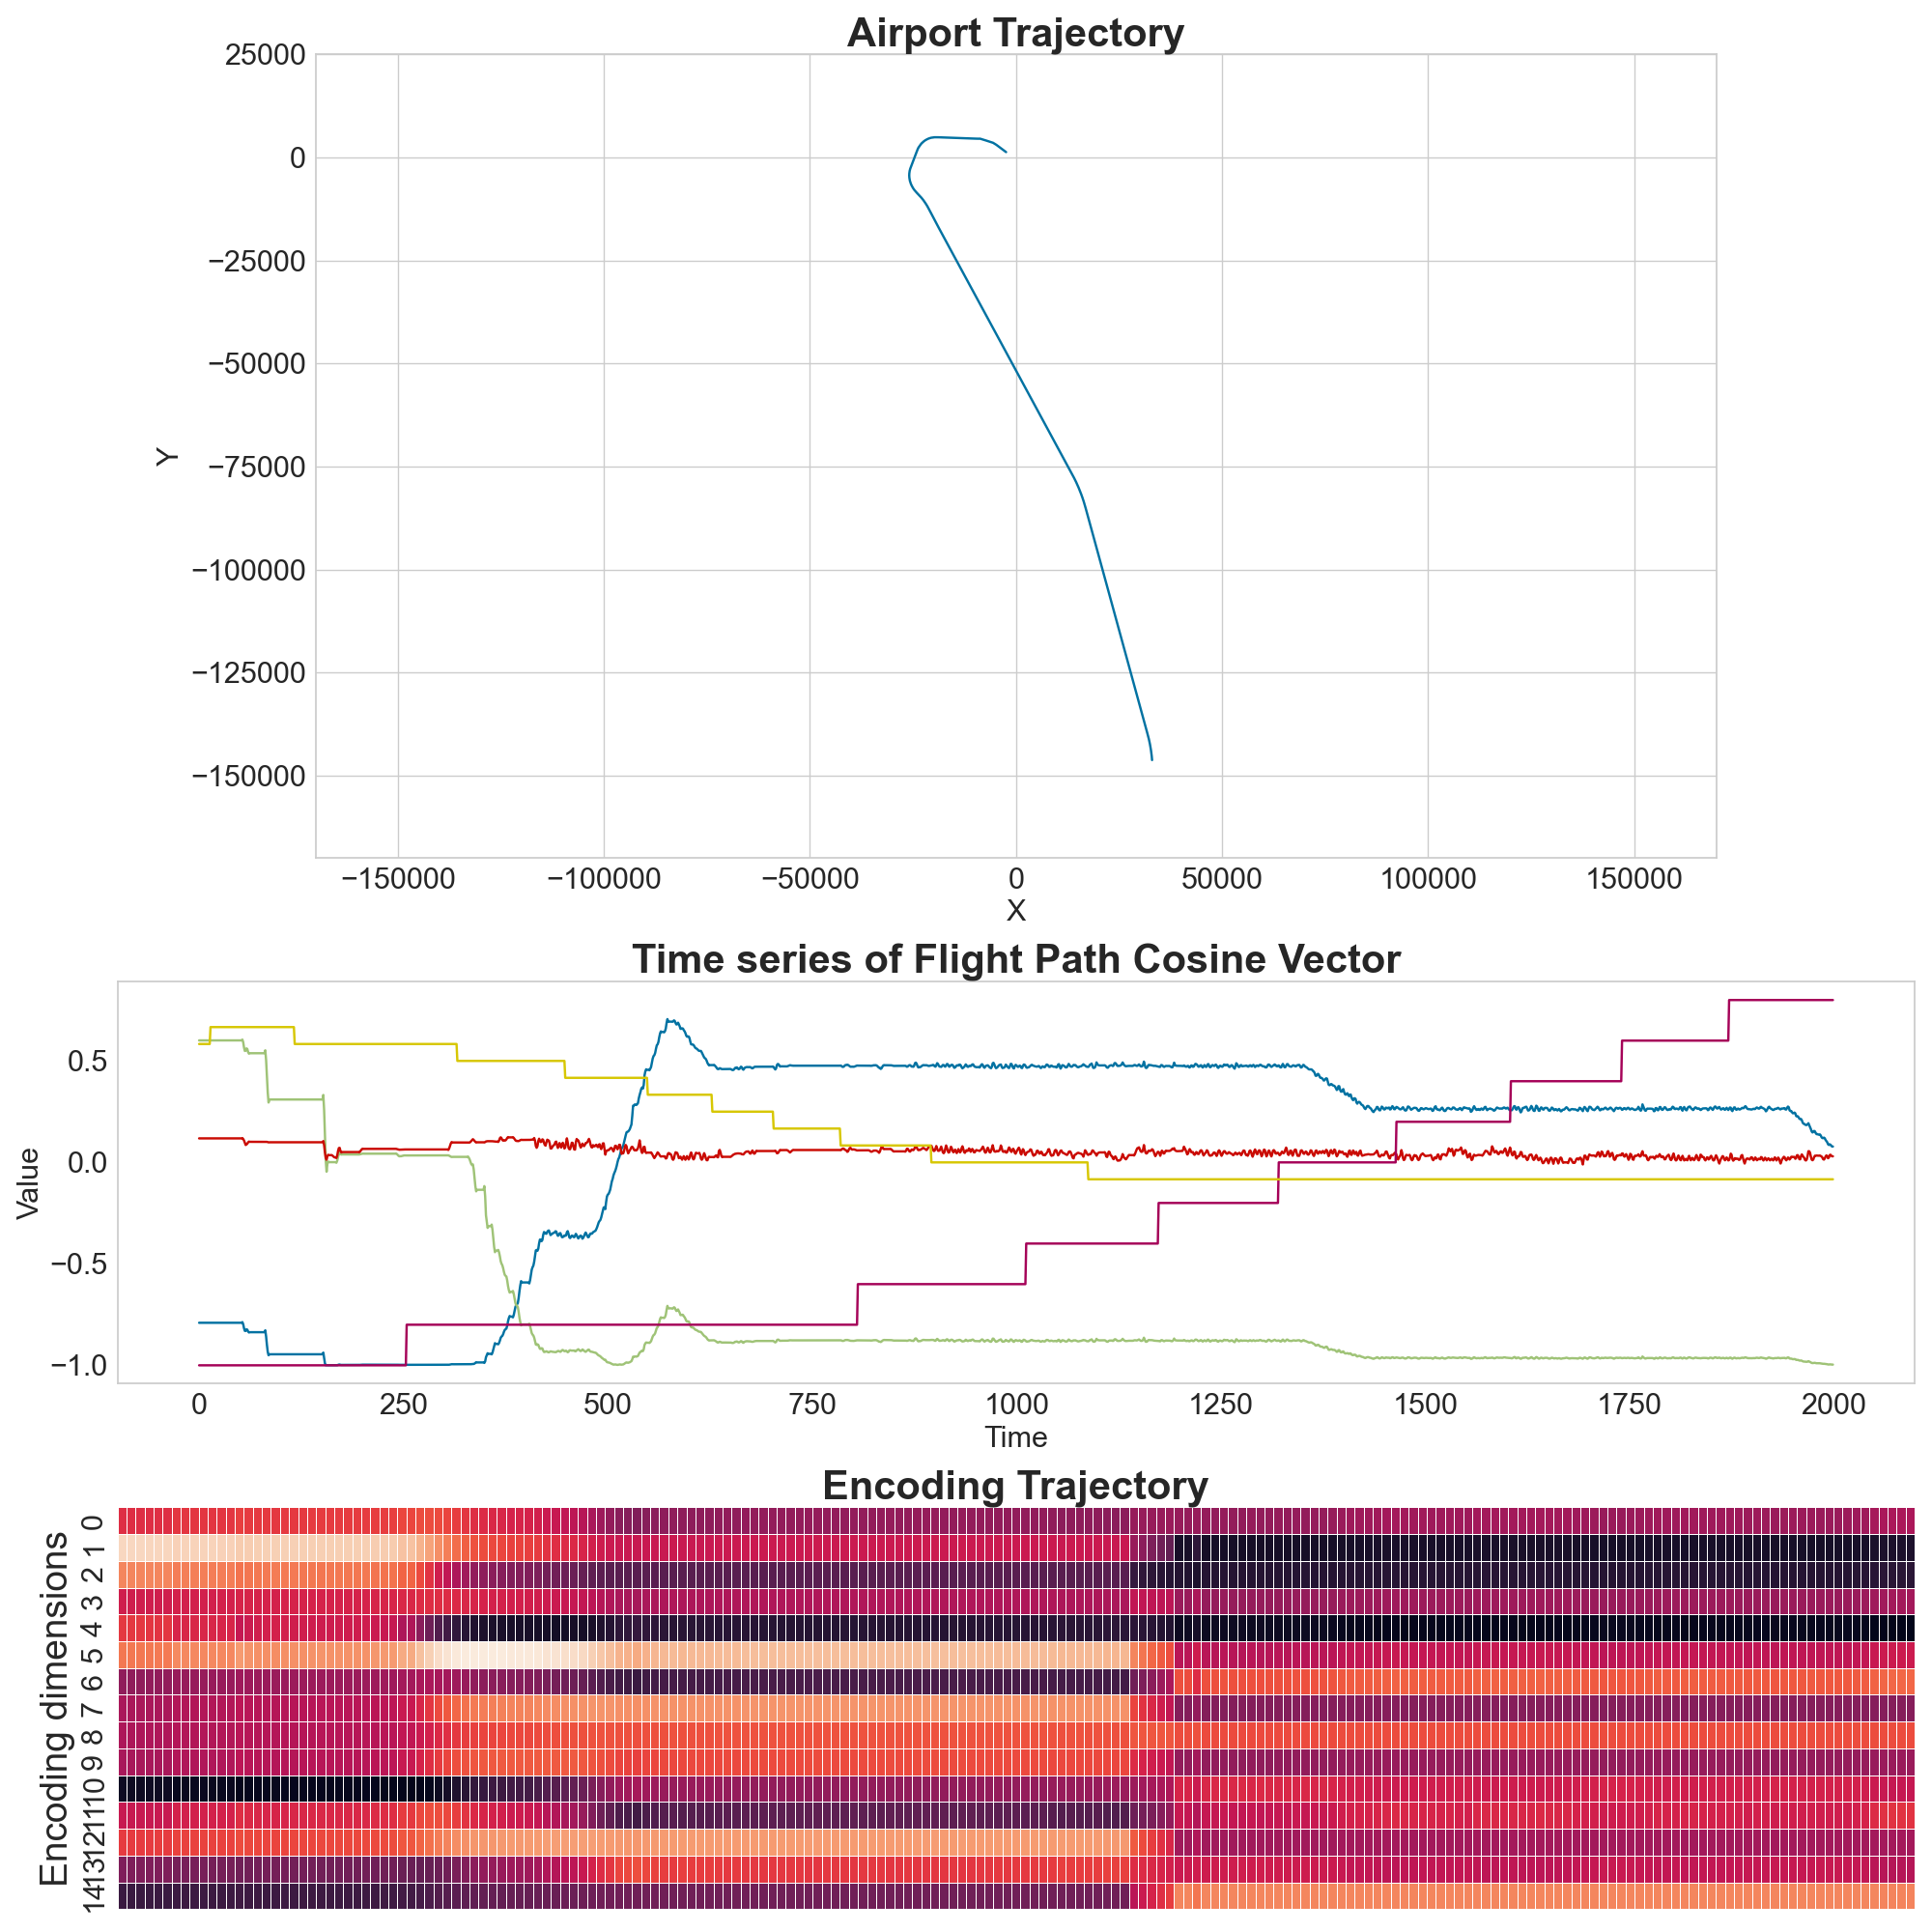 Airport Trajectory
25000
0
−25000
−50000
−75000
−100000
−125000
−150000
Y
−150000 −100000 −50000 0 50000 100000 150000
X
Time series of Flight Path Cosine Vector
0.5
0.0
−0.5
−1.0
Value
0 250 500 750 1000 1250 1500 1750 2000
Time
Encoding Trajectory
Encoding dimensions
0
1
2
3
4
5
6
7
8
9
10
11
12
13
14